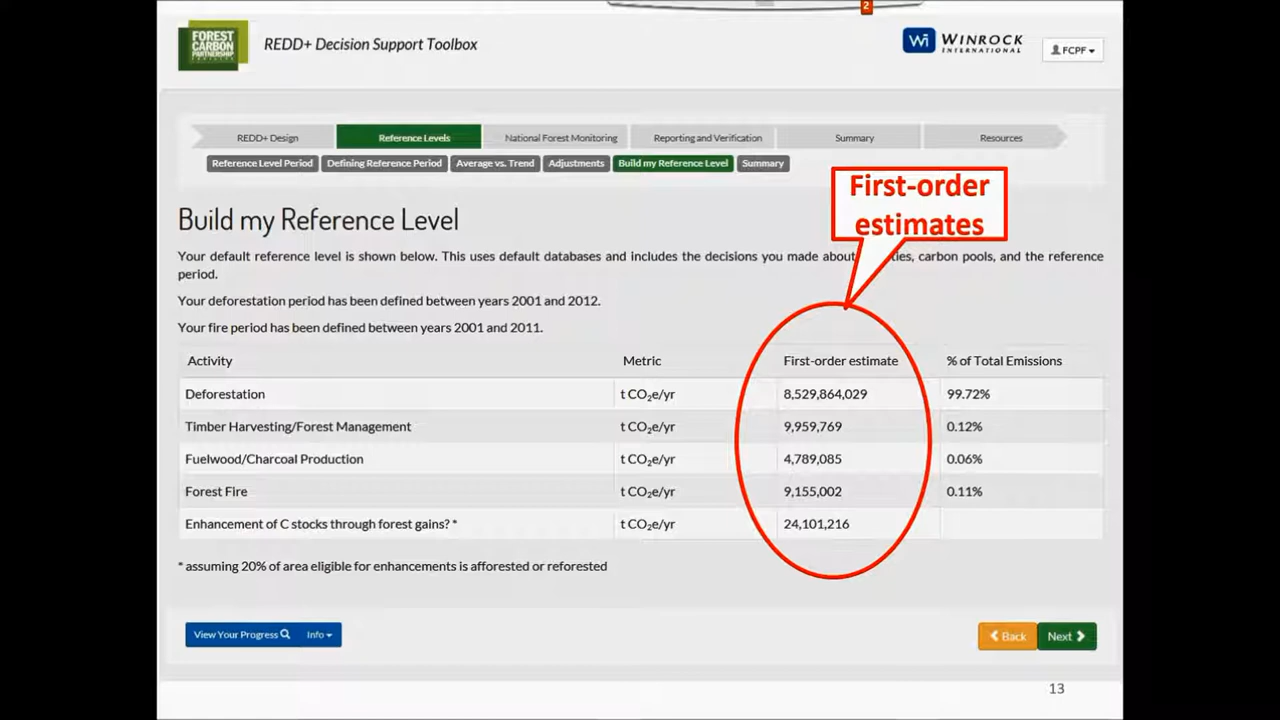 2
FOREST
CARBON
PARTNERSHIP
REDD+ Decision Support Toolbox
WI WINROCK
INTERNATIONAL
FCPF
REDD+ Design Reference Levels National Forest Monitoring Reporting and Verification Summary Resources
Reference Level Period Defining Reference Period Average vs. Trend Adjustments Build my Reference Level Summary
First-order
estimates
Build my Reference Level
Your default reference level is shown below. This uses default databases and includes the decisions you made about ties, carbon pools, and the reference
period.
Your deforestation period has been defined between years 2001 and 2012.
Your fire period has been defined between years 2001 and 2011.
Activity Metric First-order estimate % of Total Emissions
Deforestation t CO₂e/yr 8,529,864,029 99.72%
Timber Harvesting/Forest Management t CO₂e/yr 9,959,769 0.12%
Fuelwood/Charcoal Production t CO₂e/yr 4,789,085 0.06%
Forest Fire t CO₂e/yr 9,155,002 0.11%
Enhancement of C stocks through forest gains? * t CO₂e/yr 24,101,216
* assuming 20% of area eligible for enhancements is afforested or reforested
View Your Progress Info
Back Next
13